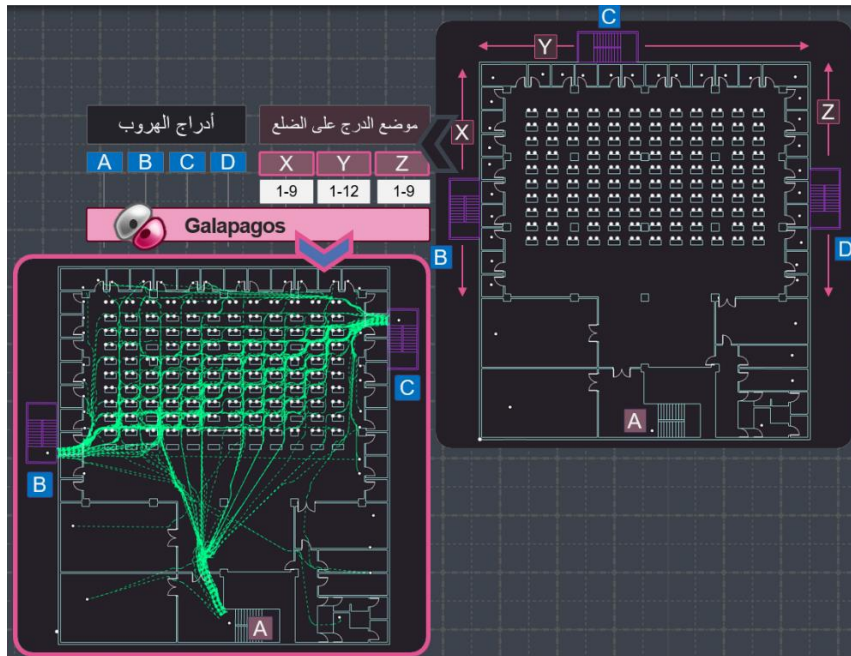 C
Y
X
Z
B
D
A
أدراج الهروب
موضع الدرج على الضلع
A B C D
X Y Z
1-9 1-12 1-9
Galapagos
C
B
A